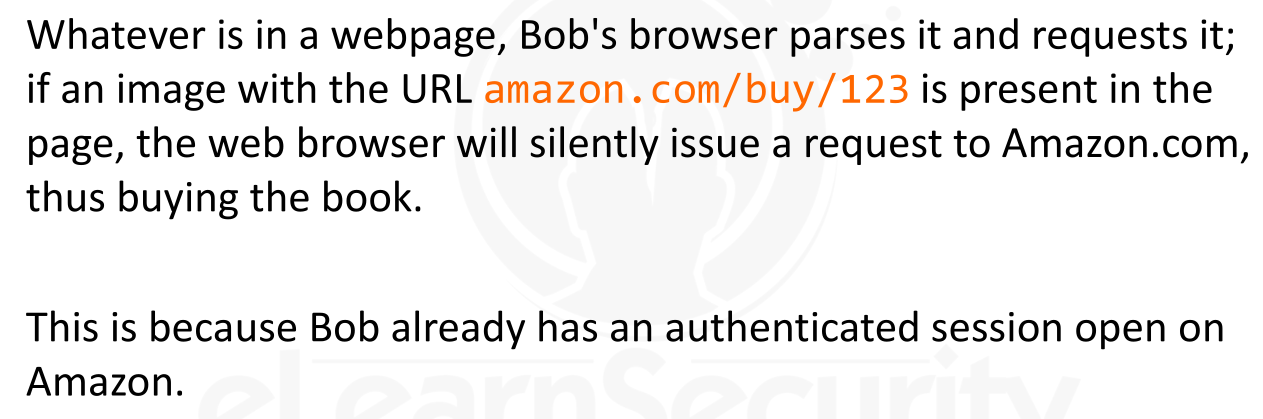 Whatever is in a webpage, Bob's browser parses it and requests it;
if an image with the URL amazon.com/buy/123 is present in the
page, the web browser will silently issue a request to Amazon.com,
thus buying the book.
This is because Bob already has an authenticated session open on
Amazon.
eLearnSecurity